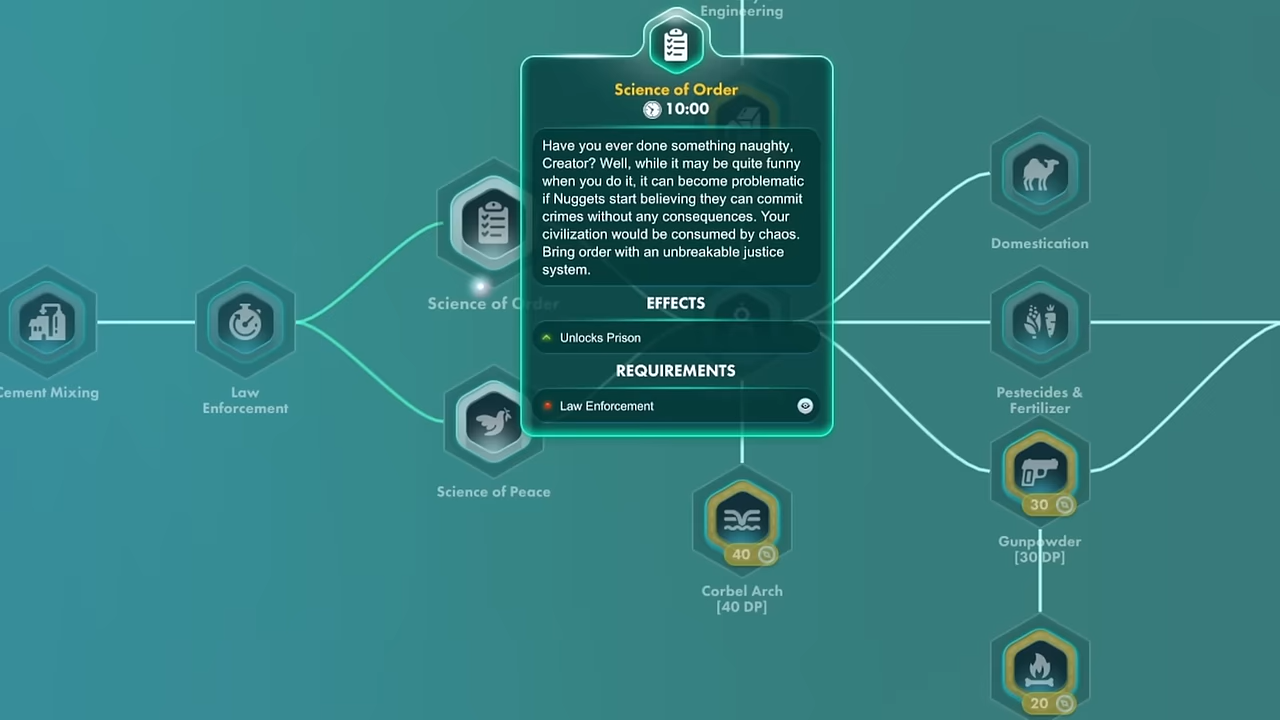 Engineering
Science of Order
10:00
Have you ever done something naughty,
Creator? Well, while it may be quite funny
when you do it, it can become problematic
if Nuggets start believing they can commit
crimes without any consequences. Your
civilization would be consumed by chaos.
Bring order with an unbreakable justice
system.
EFFECTS
Unlocks Prison
REQUIREMENTS
Law Enforcement
Cement Mixing
Law
Enforcement
Science of Order
Science of Peace
40
Corbel Arch
[40 DP]
Domestication
Pestecides &
Fertilizer
30
Gunpowder
[30 DP]
20